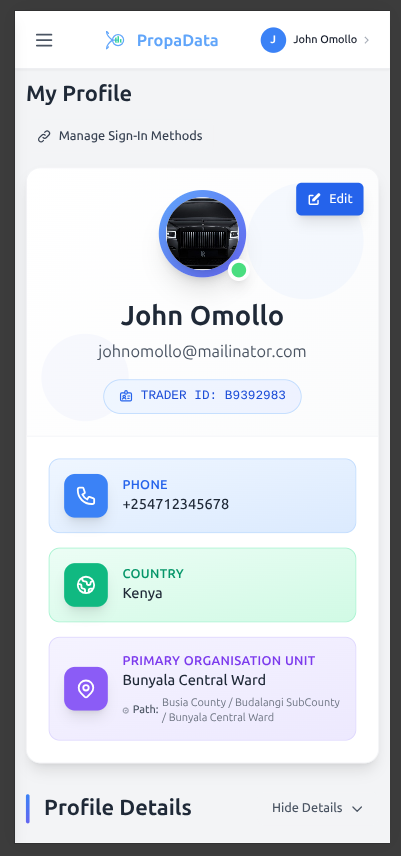 PropaData
J
John Omollo
My Profile
Manage Sign-In Methods
Edit
John Omollo
johnomollo@mailinator.com
TRADER ID: B9392983
PHONE
+254712345678
COUNTRY
Kenya
PRIMARY ORGANISATION UNIT
Bunyala Central Ward
Path: Busia County / Budalangi SubCounty
/ Bunyala Central Ward
Profile Details
Hide Details